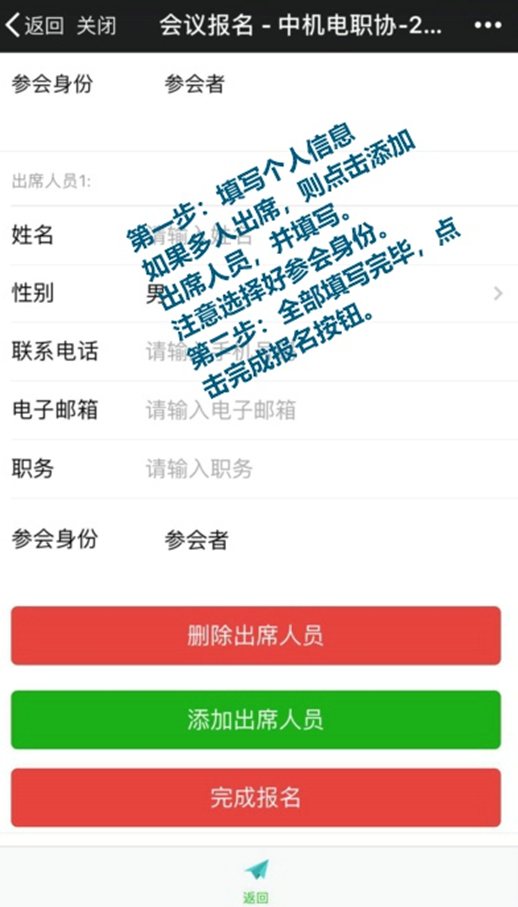 返回 关闭 会议报名 - 中机电职协-2...
参会身份 参会者
出席人员1:
第一步：填写个人信息
如果多人出席，则点击添加
出席人员，并填写。
注意选择好参会身份。
第二步：全部填写完毕，点
击完成报名按钮。
姓名 请输入姓名
性别 男
联系电话 请输入手机号
电子邮箱 请输入电子邮箱
职务 请输入职务
参会身份 参会者
删除出席人员
添加出席人员
完成报名
返回